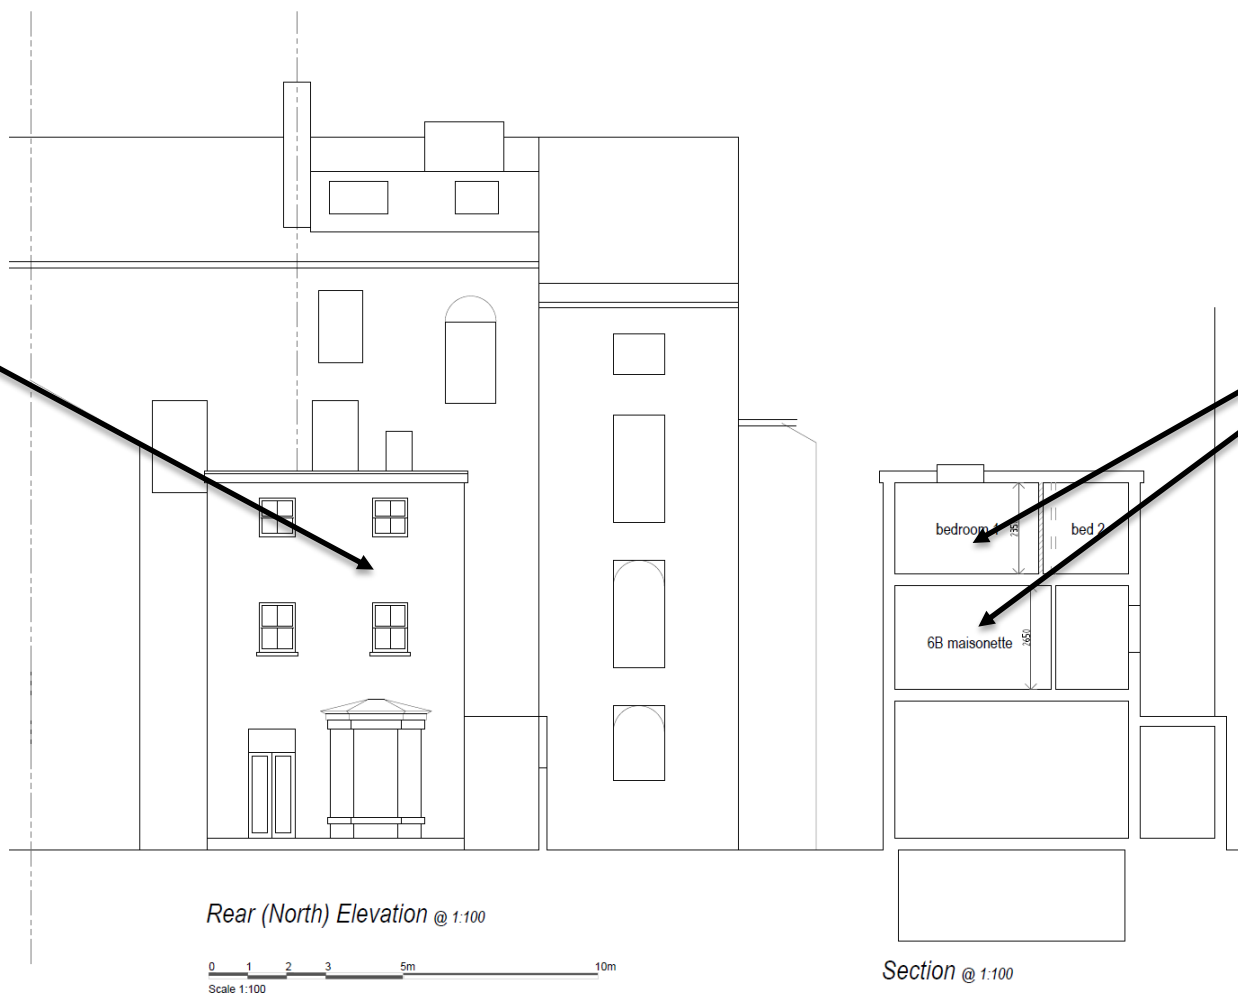 bedroom 1
2350
bed 2
6B maisonette
2650
Rear (North) Elevation @ 1:100
0 1 2 3 5m 10m
Scale 1:100
Section @ 1:100